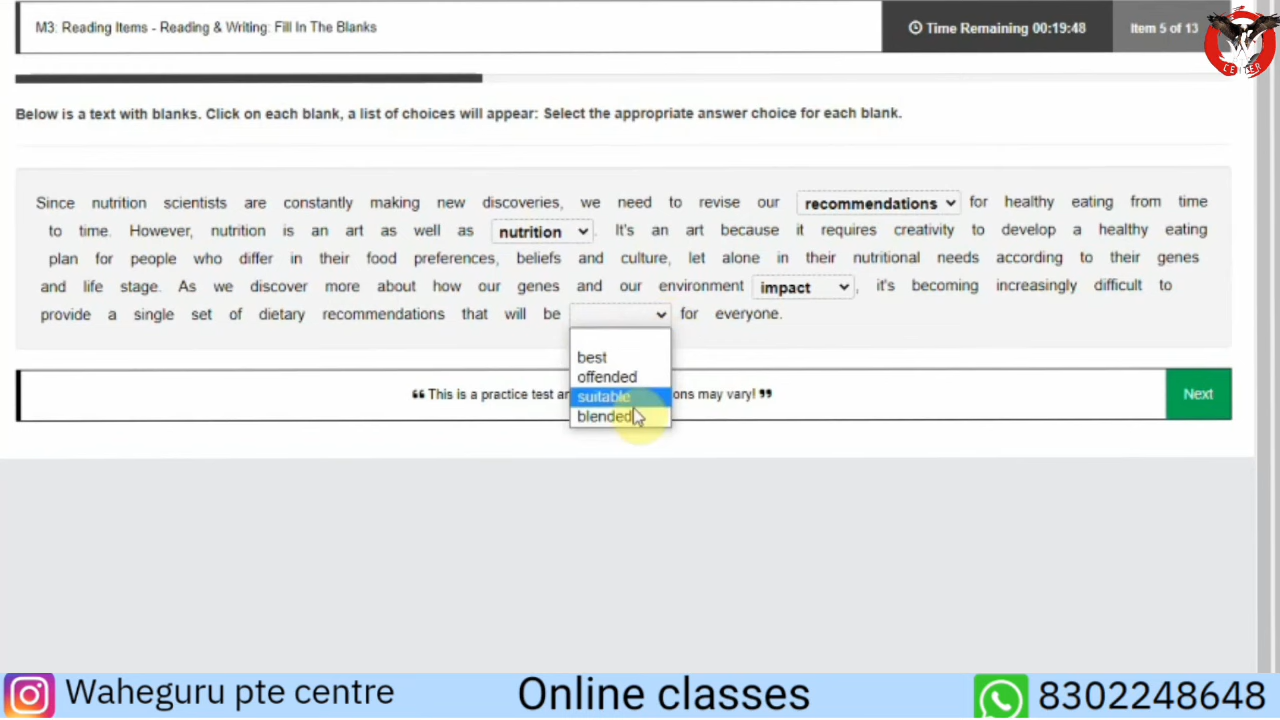 M3: Reading Items - Reading & Writing: Fill In The Blanks
Time Remaining 00:19:48
Item 5 of 13
CENTER
Below is a text with blanks. Click on each blank, a list of choices will appear: Select the appropriate answer choice for each blank.
Since nutrition scientists are constantly making new discoveries, we need to revise our recommendations for healthy eating from time
to time. However, nutrition is an art as well as nutrition . It's an art because it requires creativity to develop a healthy eating
plan for people who differ in their food preferences, beliefs and culture, let alone in their nutritional needs according to their genes
and life stage. As we discover more about how our genes and our environment impact , it's becoming increasingly difficult to
provide a single set of dietary recommendations that will be for everyone.
best
offended
suitable
blended
❝ This is a practice test an ons may vary! ❞
Next
Waheguru pte centre
Online classes
8302248648